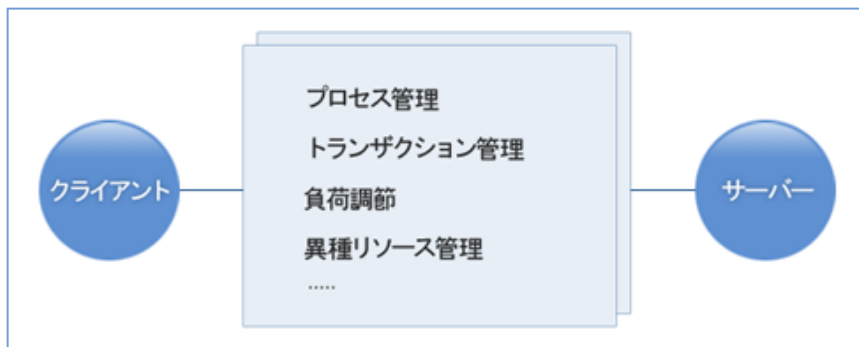 クライアント
プロセス管理
トランザクション管理
負荷調節
異種リソース管理
.....
サーバー